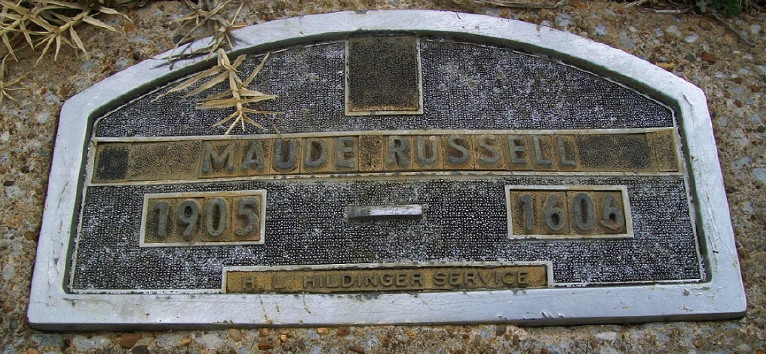 MAUDE RUSSELL
1905 — 1606
H. L. HILDINGER SERVICE